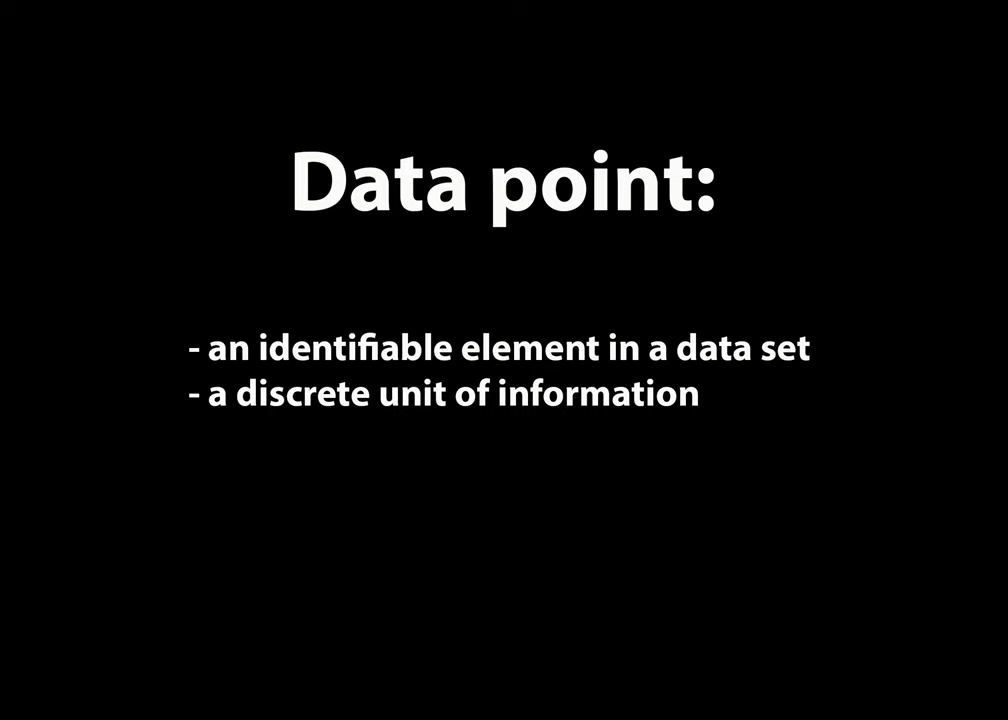 Data point:
- an identifiable element in a data set
- a discrete unit of information